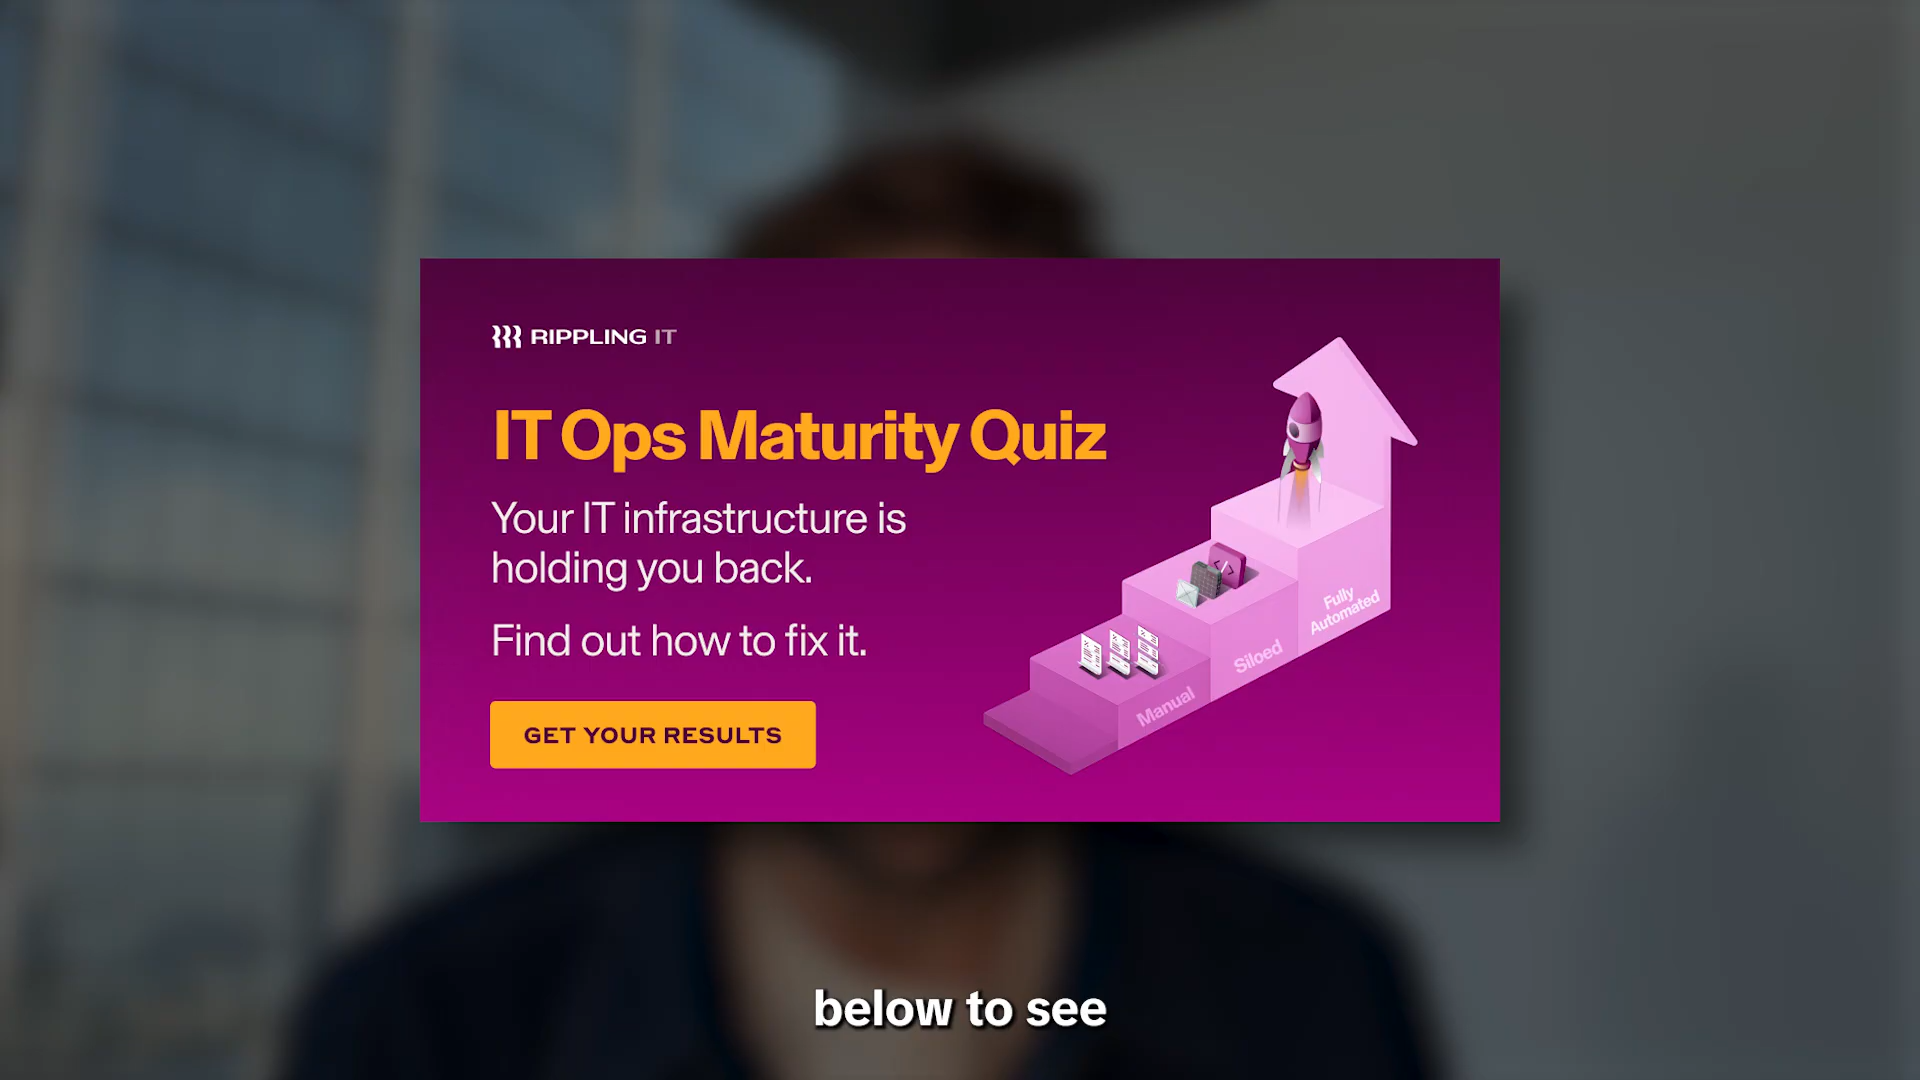 RIPPLING IT
IT Ops Maturity Quiz
Your IT infrastructure is
holding you back.
Find out how to fix it.
GET YOUR RESULTS
Manual
Siloed
Fully
Automated
below to see